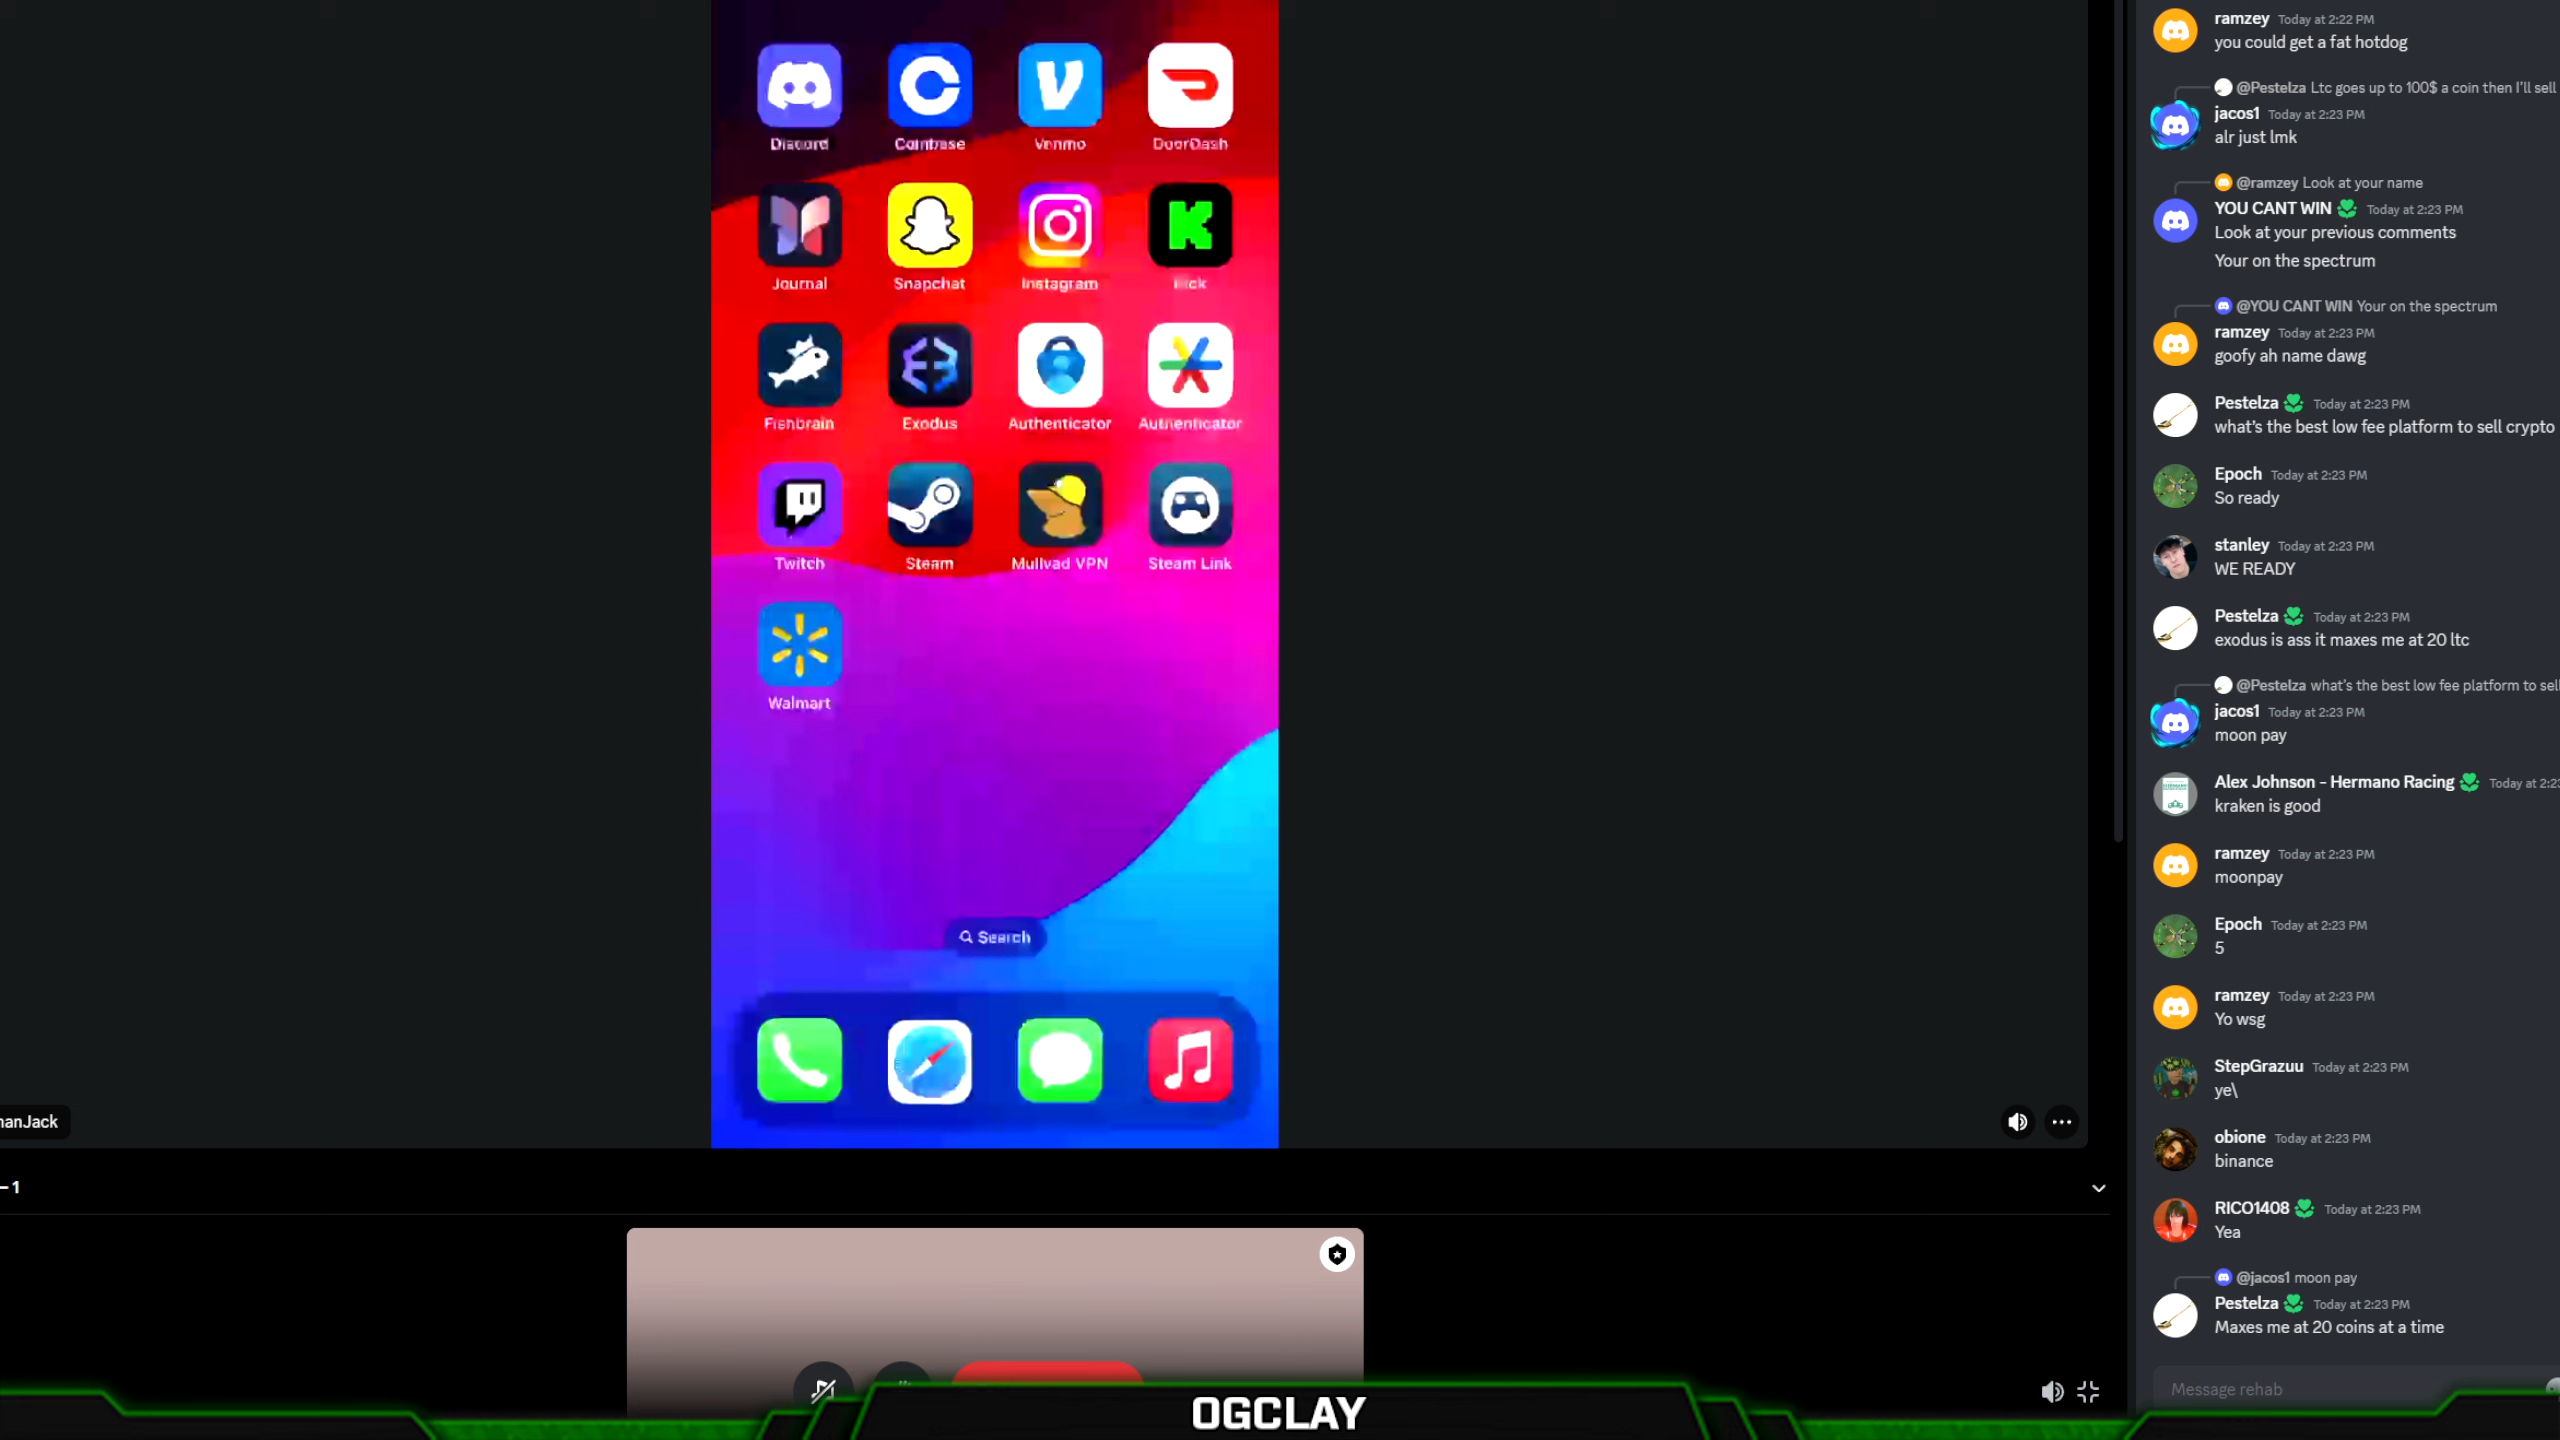 Discord
Coinbase
Venmo
DoorDash
Journal
Snapchat
Instagram
Kick
Fishbrain
Exodus
Authenticator
Authenticator
Twitch
Steam
Mullvad VPN
Steam Link
Walmart
Search
nanJack
– 1
OGCLAY
ramzey Today at 2:22 PM
you could get a fat hotdog
@Pestelza Ltc goes up to 100$ a coin then I'll sell
jacos1 Today at 2:23 PM
alr just lmk
@ramzey Look at your name
YOU CANT WIN Today at 2:23 PM
Look at your previous comments
Your on the spectrum
@YOU CANT WIN Your on the spectrum
ramzey Today at 2:23 PM
goofy ah name dawg
Pestelza Today at 2:23 PM
what's the best low fee platform to sell crypto
Epoch Today at 2:23 PM
So ready
stanley Today at 2:23 PM
WE READY
Pestelza Today at 2:23 PM
exodus is ass it maxes me at 20 ltc
@Pestelza what's the best low fee platform to sell
jacos1 Today at 2:23 PM
moon pay
Alex Johnson - Hermano Racing Today at 2:23
kraken is good
ramzey Today at 2:23 PM
moonpay
Epoch Today at 2:23 PM
5
ramzey Today at 2:23 PM
Yo wsg
StepGrazuu Today at 2:23 PM
ye\
obione Today at 2:23 PM
binance
RICO1408 Today at 2:23 PM
Yea
@jacos1 moon pay
Pestelza Today at 2:23 PM
Maxes me at 20 coins at a time
Message rehab